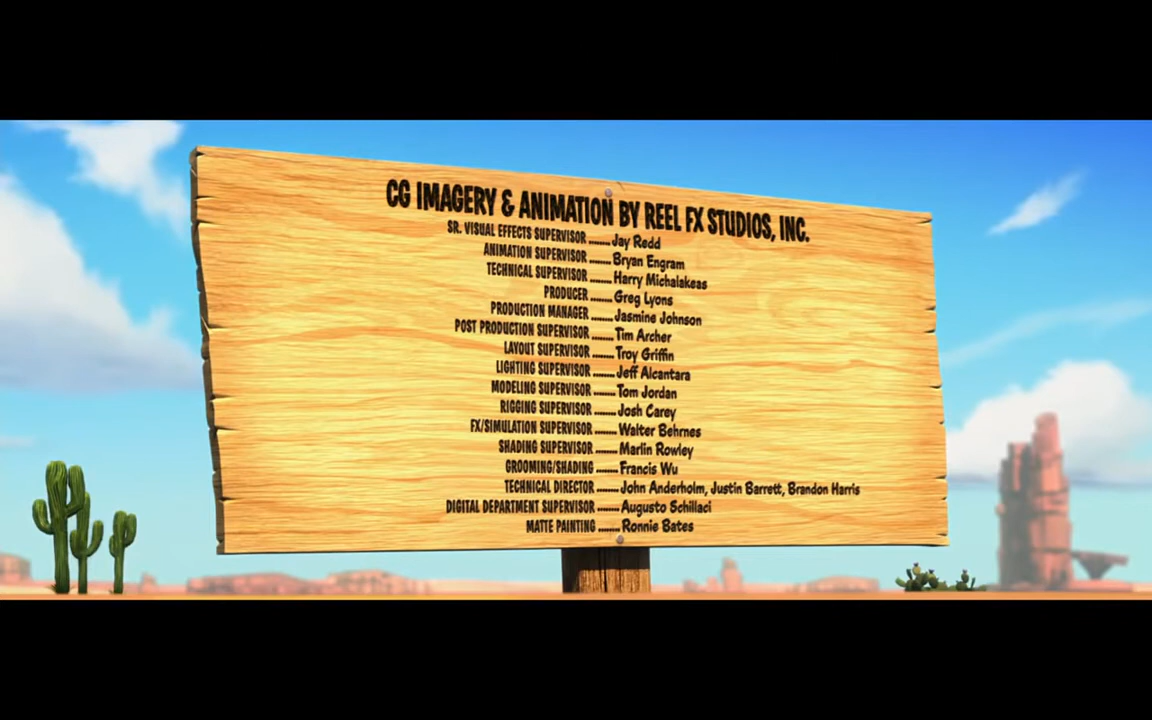 CG IMAGERY & ANIMATION BY REEL FX STUDIOS, INC.
SR. VISUAL EFFECTS SUPERVISOR ........ Jay Redd
ANIMATION SUPERVISOR ........ Bryan Engram
TECHNICAL SUPERVISOR ........ Harry Michalakeas
PRODUCER ........ Greg Lyons
PRODUCTION MANAGER ........ Jasmine Johnson
POST PRODUCTION SUPERVISOR ........ Tim Archer
LAYOUT SUPERVISOR ........ Troy Griffin
LIGHTING SUPERVISOR ........ Jeff Alcantara
MODELING SUPERVISOR ........ Tom Jordan
RIGGING SUPERVISOR ........ Josh Carey
FX/SIMULATION SUPERVISOR ........ Walter Behrnes
SHADING SUPERVISOR ........ Marlin Rowley
GROOMING/SHADING ........ Francis Wu
TECHNICAL DIRECTOR ........ John Anderholm, Justin Barrett, Brandon Harris
DIGITAL DEPARTMENT SUPERVISOR ........ Augusto Schillaci
MATTE PAINTING ........ Ronnie Bates